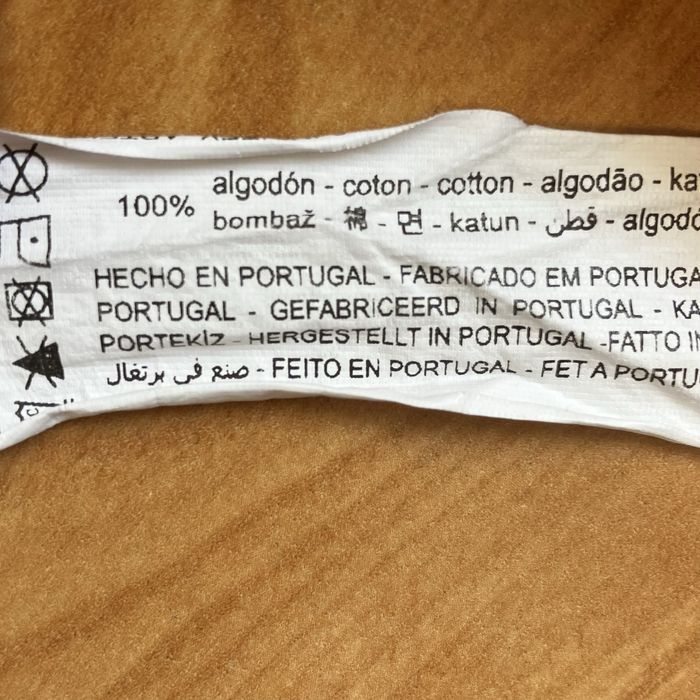 100%
algodón - coton - cotton - algodão - ka
bombaž - 棉 - 면 - katun - قطن - algodó
HECHO EN PORTUGAL - FABRICADO EM PORTUGA
PORTUGAL - GEFABRICEERD IN PORTUGAL - KA
PORTEKİZ - HERGESTELLT IN PORTUGAL -FATTO IN
صنع في برتغال - FEITO EN PORTUGAL - FET A PORTU